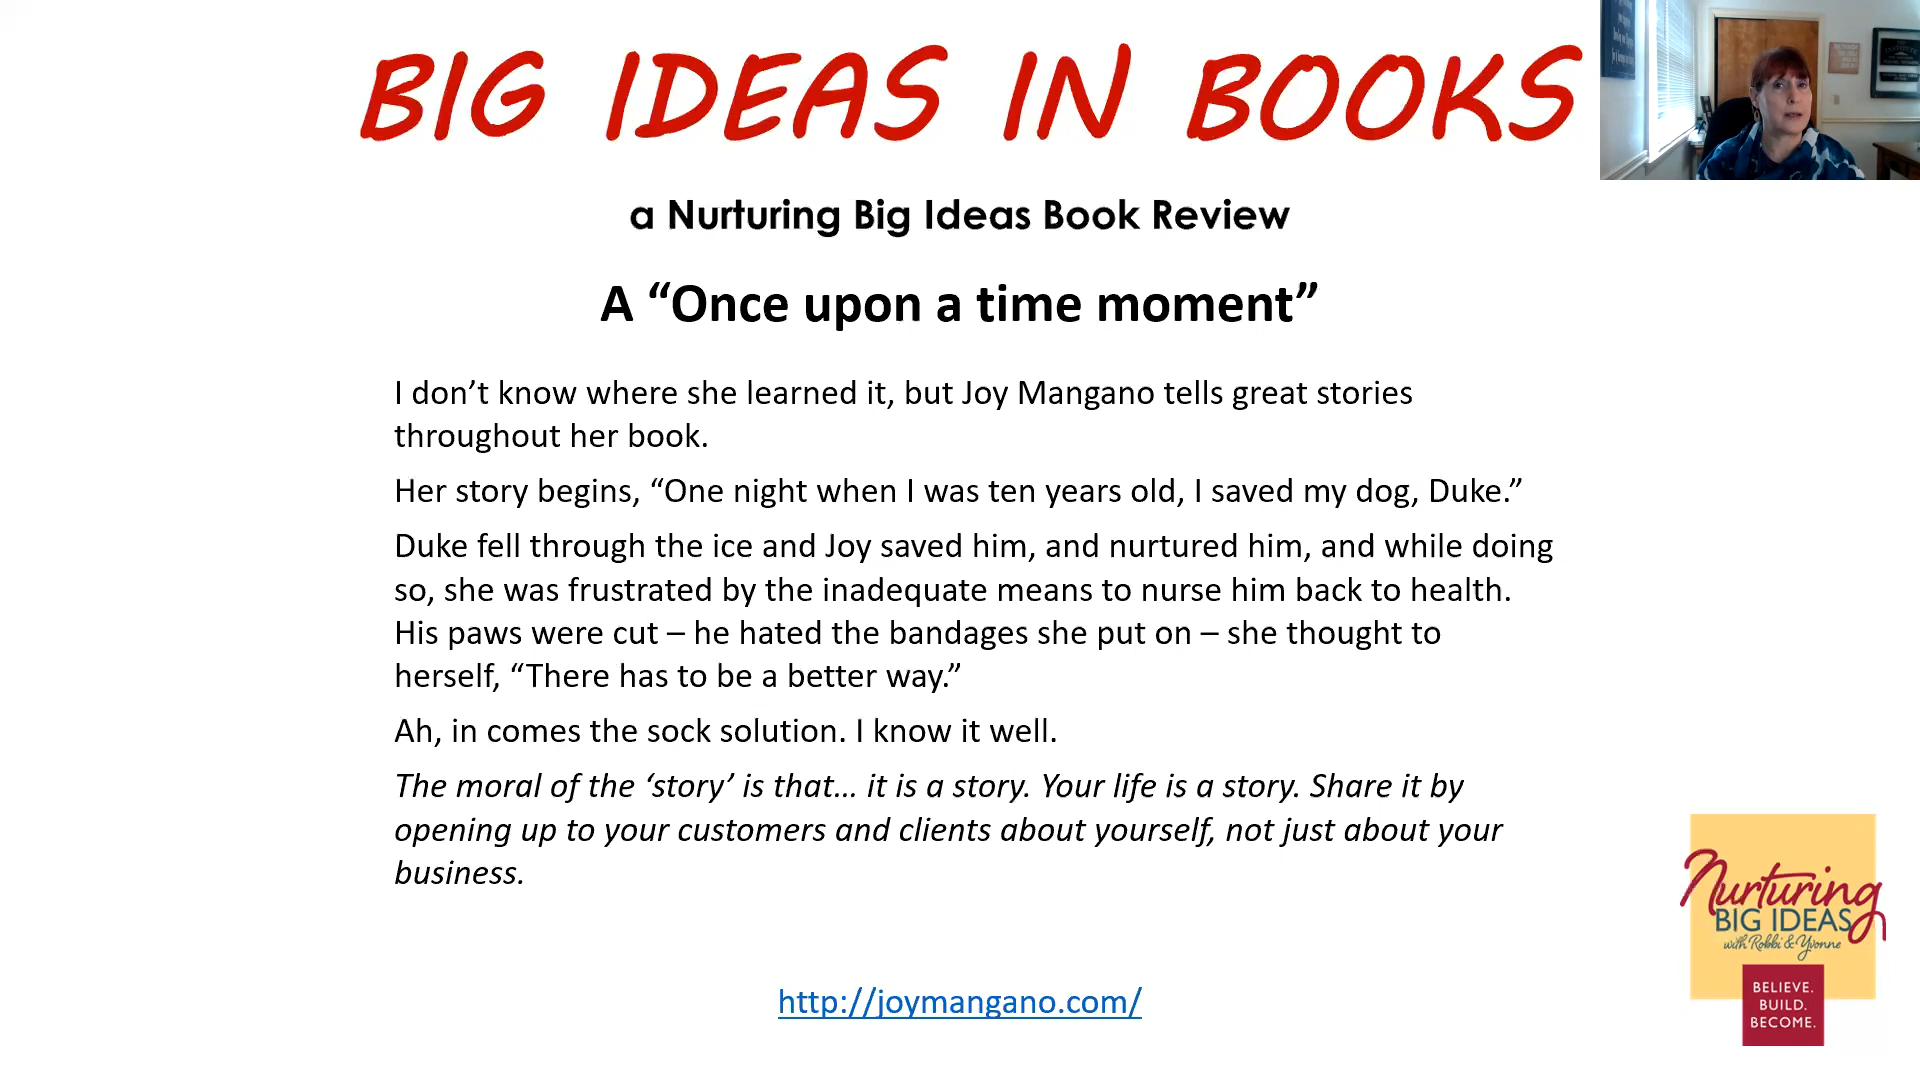 BIG IDEAS IN BOOKS
a Nurturing Big Ideas Book Review
A “Once upon a time moment”
I don’t know where she learned it, but Joy Mangano tells great stories
throughout her book.
Her story begins, “One night when I was ten years old, I saved my dog, Duke.”
Duke fell through the ice and Joy saved him, and nurtured him, and while doing
so, she was frustrated by the inadequate means to nurse him back to health.
His paws were cut – he hated the bandages she put on – she thought to
herself, “There has to be a better way.”
Ah, in comes the sock solution. I know it well.
The moral of the ‘story’ is that… it is a story. Your life is a story. Share it by
opening up to your customers and clients about yourself, not just about your
business.
http://joymangano.com/
Nurturing
BIG IDEAS
with Robbi & Yvonne
BELIEVE.
BUILD.
BECOME.